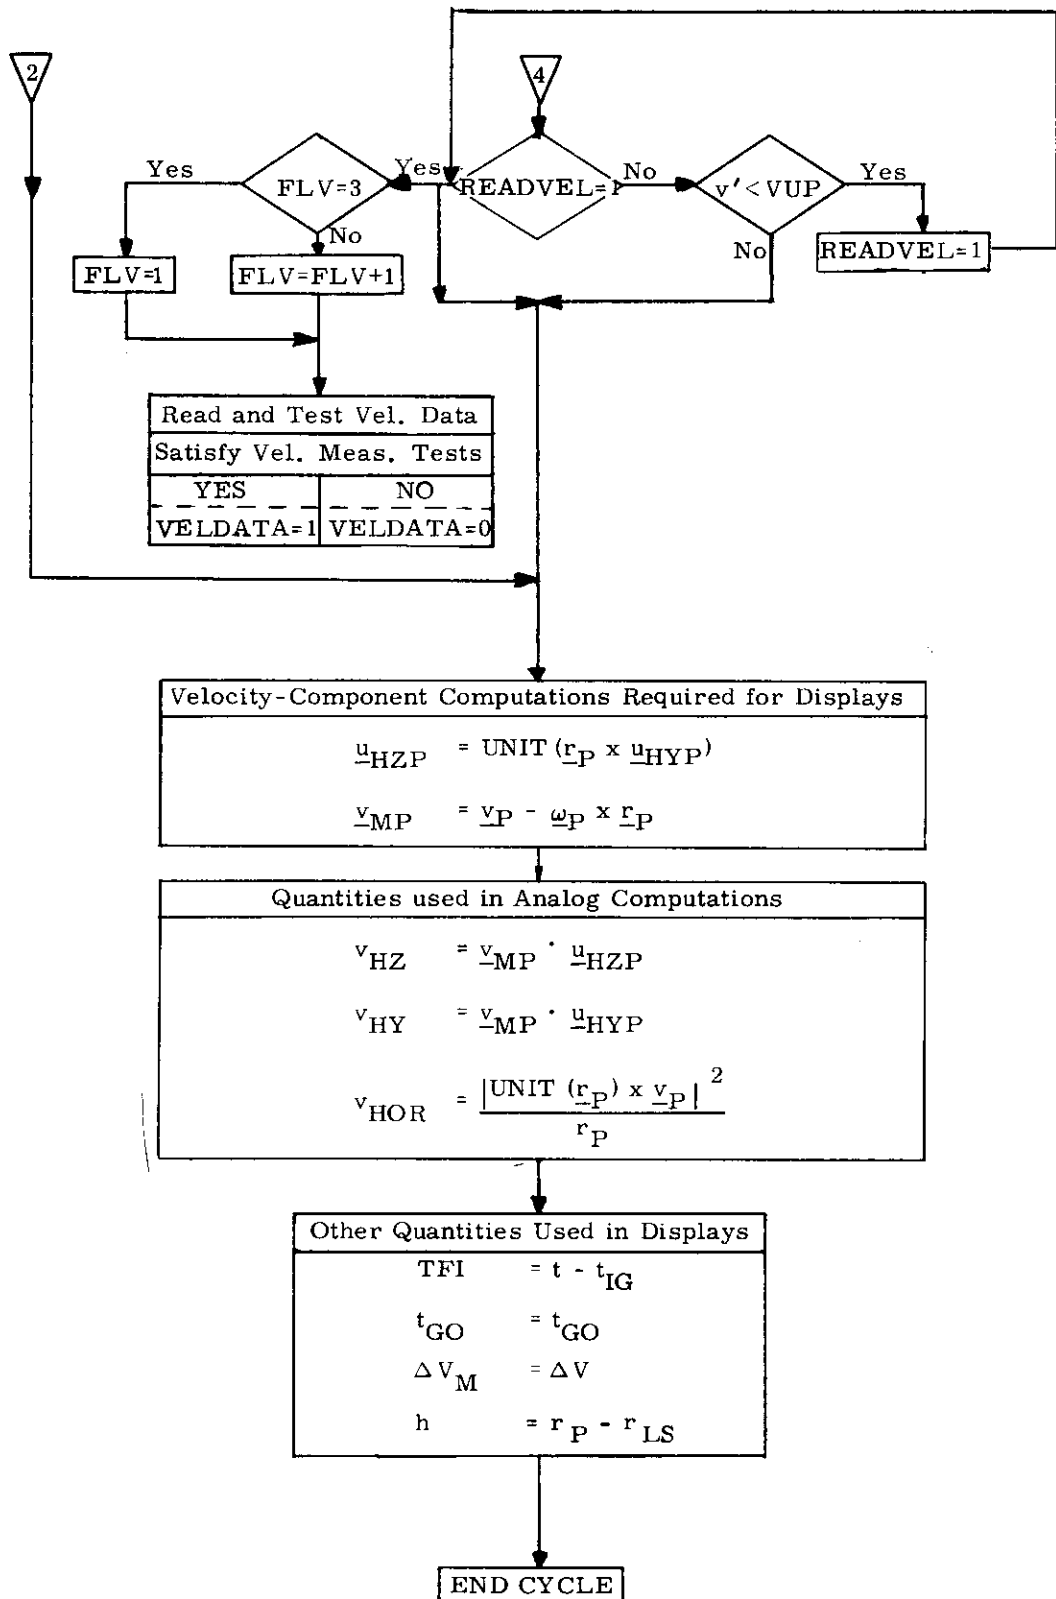 2
4
Yes
FLV=3
Yes
READVEL=1
No
v' < VUP
Yes
No
No
FLV=1
FLV=FLV+1
READVEL=1
Read and Test Vel. Data
Satisfy Vel. Meas. Tests
YES NO
VELDATA=1 VELDATA=0
Velocity-Component Computations Required for Displays
u_HZP = UNIT (r_P x u_HYP)
v_MP = v_P - ω_P x r_P
Quantities used in Analog Computations
v_HZ = v_MP · u_HZP
v_HY = v_MP · u_HYP
v_HOR = |UNIT (r_P) x v_P|² / r_P
Other Quantities Used in Displays
TFI = t - t_IG
t_GO = t_GO
ΔV_M = ΔV
h = r_P - r_LS
END CYCLE